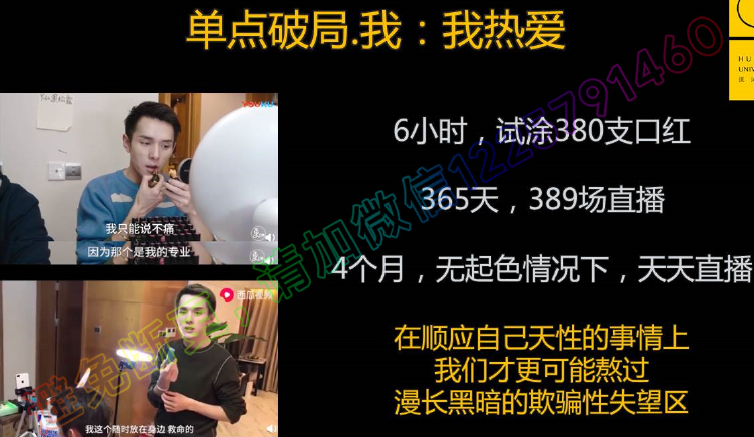 单点破局.我：我热爱
HU
UNIV
YOUKU
我只能说不痛
因为那个是我的专业
西瓜视频
我这个随时放在身边 救命的
6小时，试涂380支口红
365天，389场直播
4个月，无起色情况下，天天直播
在顺应自己天性的事情上
我们才更可能熬过
漫长黑暗的欺骗性失望区